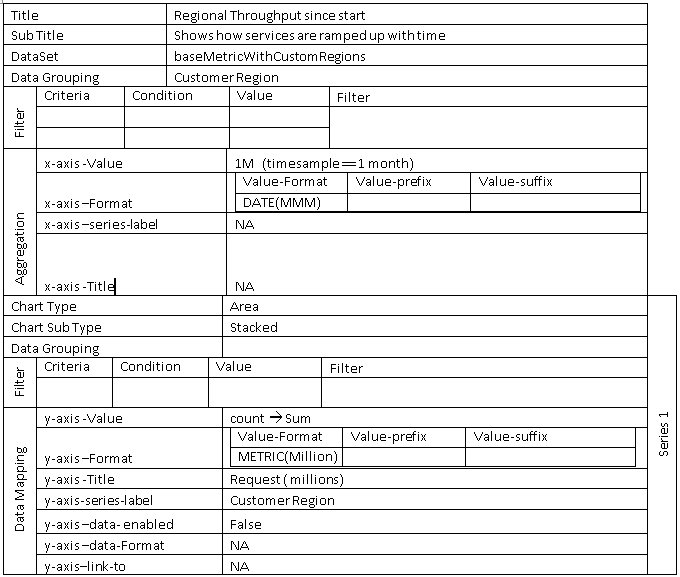 Title Regional Throughput since start
Sub Title Shows how services are ramped up with time
DataSet baseMetricWithCustomRegions
Data Grouping Customer Region
Filter
Criteria Condition Value Filter
Aggregation
x-axis -Value 1M (timesample==1 month)
Value-Format Value-prefix Value-suffix
x-axis–Format DATE(MMM)
x-axis–series-label NA
x-axis -Title NA
Series 1
Chart Type Area
Chart Sub Type Stacked
Data Grouping
Filter
Criteria Condition Value Filter
Data Mapping
y-axis -Value count → Sum
Value-Format Value-prefix Value-suffix
y-axis–Format METRIC(Million)
y-axis -Title Request ( millions)
y-axis-series-label Customer Region
y-axis–data- enabled False
y-axis–data-Format NA
y-axis–link-to NA